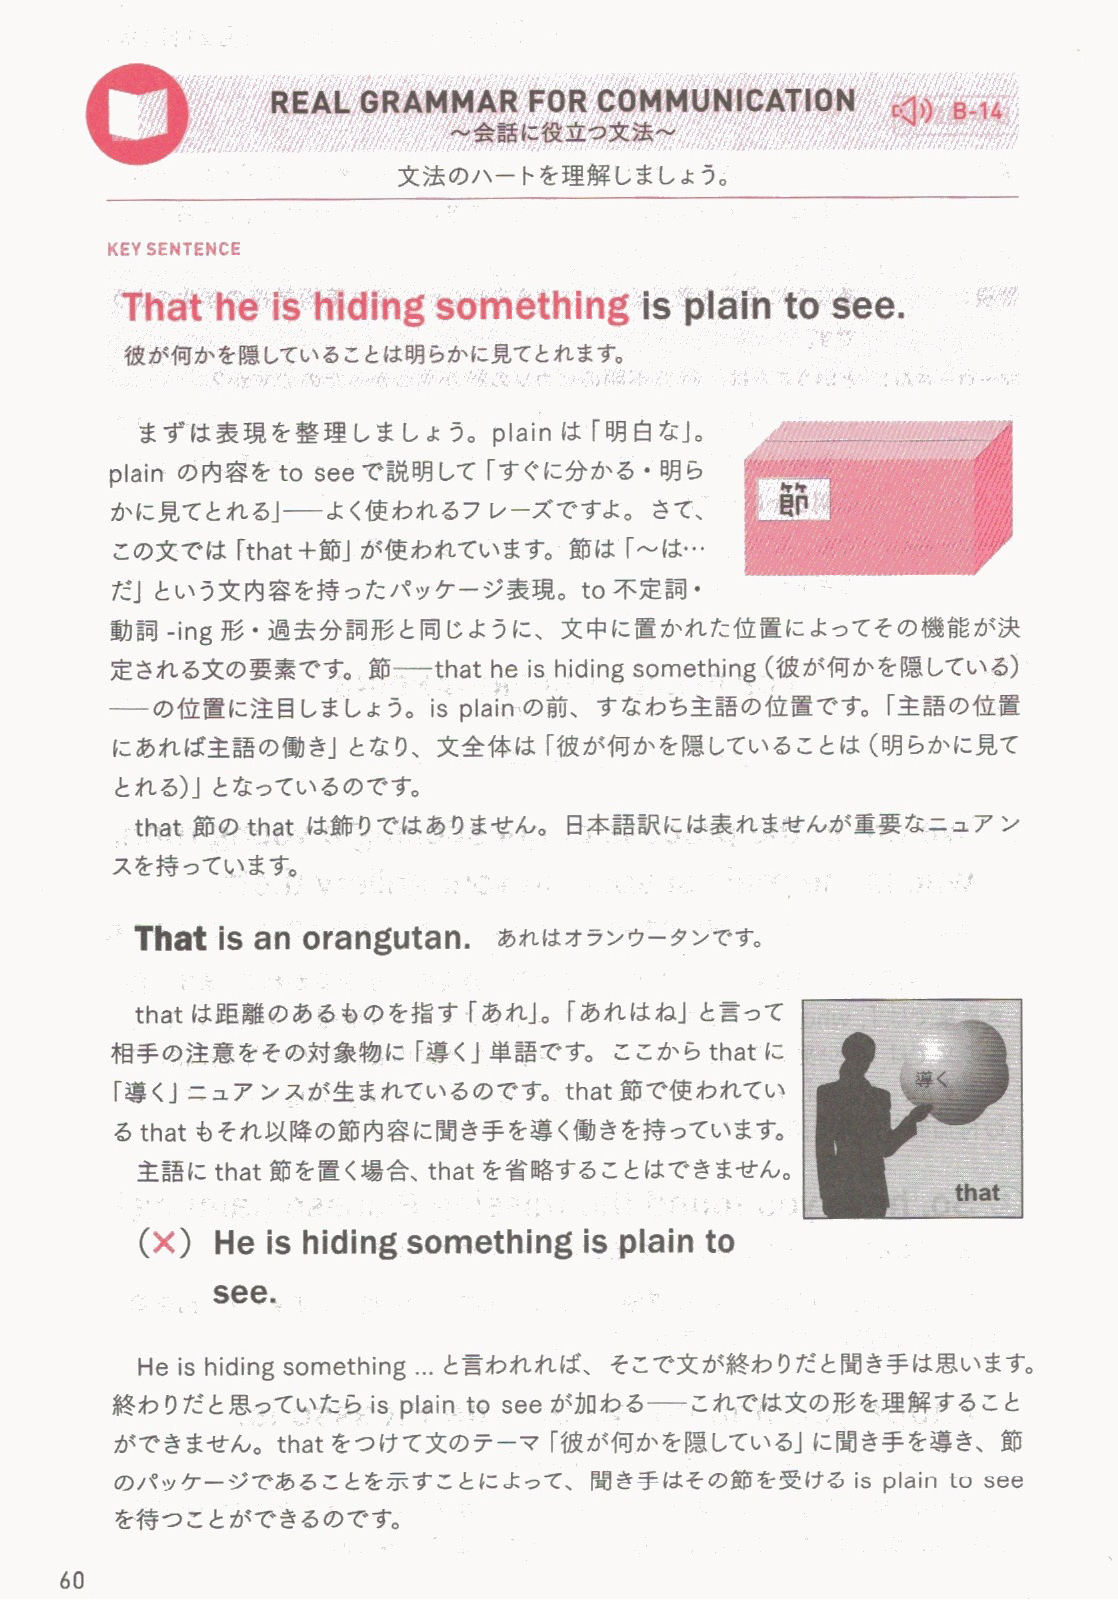 REAL GRAMMAR FOR COMMUNICATION
B-14
〜会話に役立つ文法〜
文法のハートを理解しましょう。
KEY SENTENCE
That he is hiding something is plain to see.
彼が何かを隠していることは明らかに見てとれます。
まずは表現を整理しましょう。plain は「明白な」。
plain の内容を to see で説明して「すぐに分かる・明ら
かに見てとれる」——よく使われるフレーズですよ。さて、
この文では「that＋節」が使われています。節は「〜は…
だ」という文内容を持ったパッケージ表現。to 不定詞・
節
動詞 -ing 形・過去分詞形と同じように、文中に置かれた位置によってその機能が決
定される文の要素です。節——that he is hiding something（彼が何かを隠している）
——の位置に注目しましょう。is plain の前、すなわち主語の位置です。「主語の位置
にあれば主語の働き」となり、文全体は「彼が何かを隠していることは（明らかに見て
とれる）」となっているのです。
that 節の that は飾りではありません。日本語訳には表れませんが重要なニュアン
スを持っています。
That is an orangutan. あれはオランウータンです。
that は距離のあるものを指す「あれ」。「あれはね」と言って
相手の注意をその対象物に「導く」単語です。ここから that に
「導く」ニュアンスが生まれているのです。that 節で使われてい
る that もそれ以降の節内容に聞き手を導く働きを持っています。
主語に that 節を置く場合、that を省略することはできません。
導く
that
(×) He is hiding something is plain to
see.
He is hiding something ... と言われれば、そこで文が終わりだと聞き手は思います。
終わりだと思っていたら is plain to see が加わる——これでは文の形を理解すること
ができません。that をつけて文のテーマ「彼が何かを隠している」に聞き手を導き、節
のパッケージであることを示すことによって、聞き手はその節を受ける is plain to see
を待つことができるのです。
60